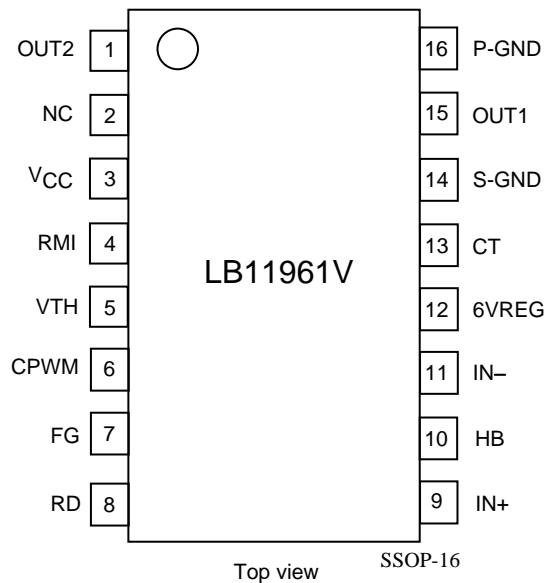 OUT2 1 16 P-GND
NC 2 15 OUT1
VCC 3 14 S-GND
RMI 4 13 CT
LB11961V
VTH 5 12 6VREG
CPWM 6 11 IN–
FG 7 10 HB
RD 8 9 IN+
Top view SSOP-16